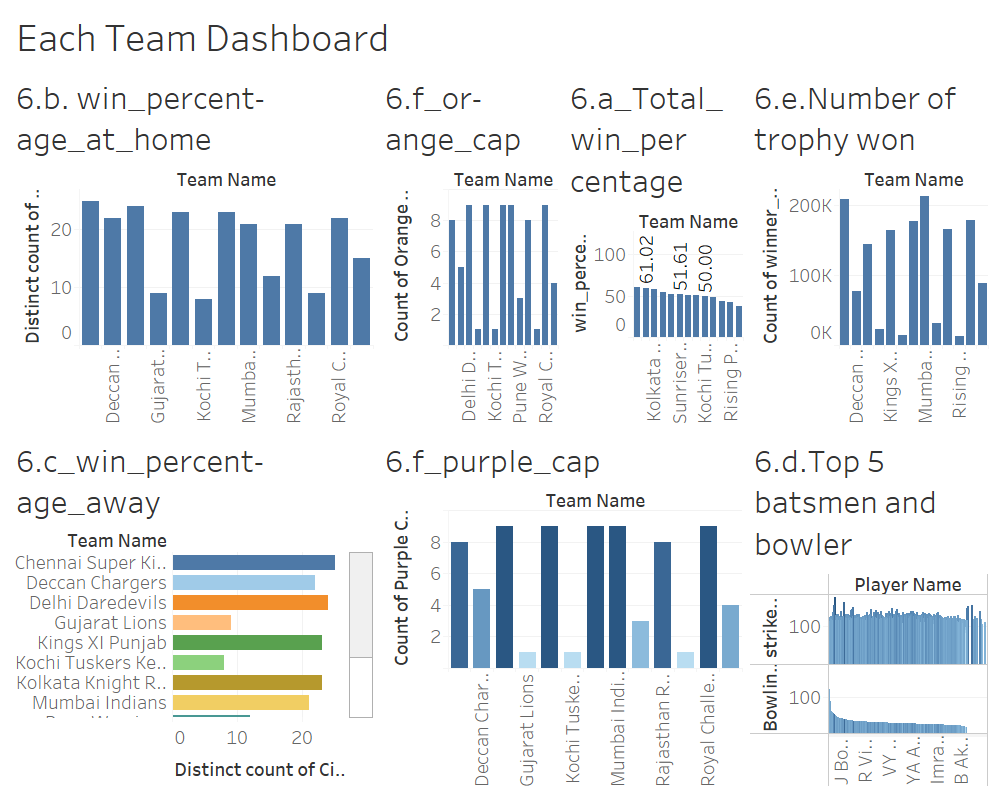 Each Team Dashboard
6.b. win_percent-
age_at_home
Team Name
Distinct count of ..
20
10
0
Deccan ..
Gujarat..
Kochi T..
Mumba..
Rajasth..
Royal C..
6.f_or-
ange_cap
Team Name
Count of Orange ..
8
6
4
2
Delhi D..
Kochi T..
Pune W..
Royal C..
6.a_Total_
win_per
centage
Team Name
win_perce..
100
50
0
61.02
51.61
50.00
Kolkata ..
Sunriser..
Kochi Tu..
Rising P..
6.e.Number of
trophy won
Team Name
Count of winner_..
200K
100K
0K
Deccan ..
Kings X..
Mumba..
Rising ..
6.c_win_percent-
age_away
Team Name
Chennai Super Ki..
Deccan Chargers
Delhi Daredevils
Gujarat Lions
Kings XI Punjab
Kochi Tuskers Ke..
Kolkata Knight R..
Mumbai Indians
0
10
20
Distinct count of Ci..
6.f_purple_cap
Team Name
Count of Purple C..
8
6
4
2
Deccan Char..
Gujarat Lions
Kochi Tuske..
Mumbai Indi..
Rajasthan R..
Royal Challe..
6.d.Top 5
batsmen and
bowler
Player Name
strike..
100
Bowlin..
100
J Bo..
R Vi..
VY ..
YA A..
Imra..
B Ak..